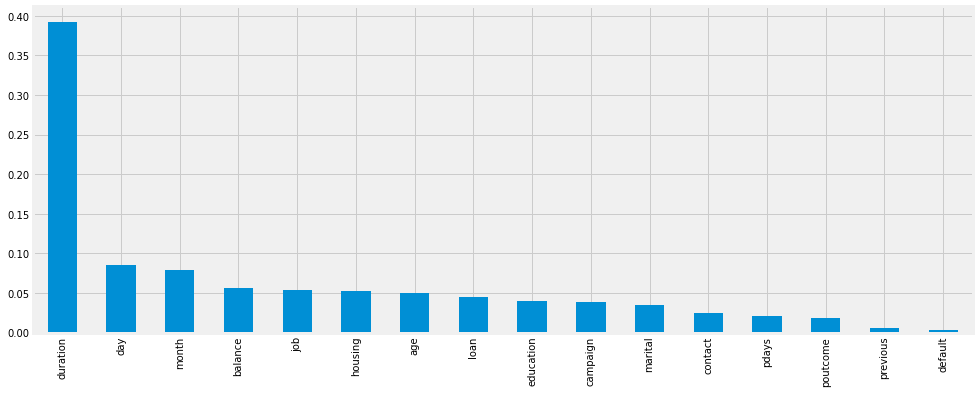 0.40
0.35
0.30
0.25
0.20
0.15
0.10
0.05
0.00
duration
day
month
balance
job
housing
age
loan
education
campaign
marital
contact
pdays
poutcome
previous
default